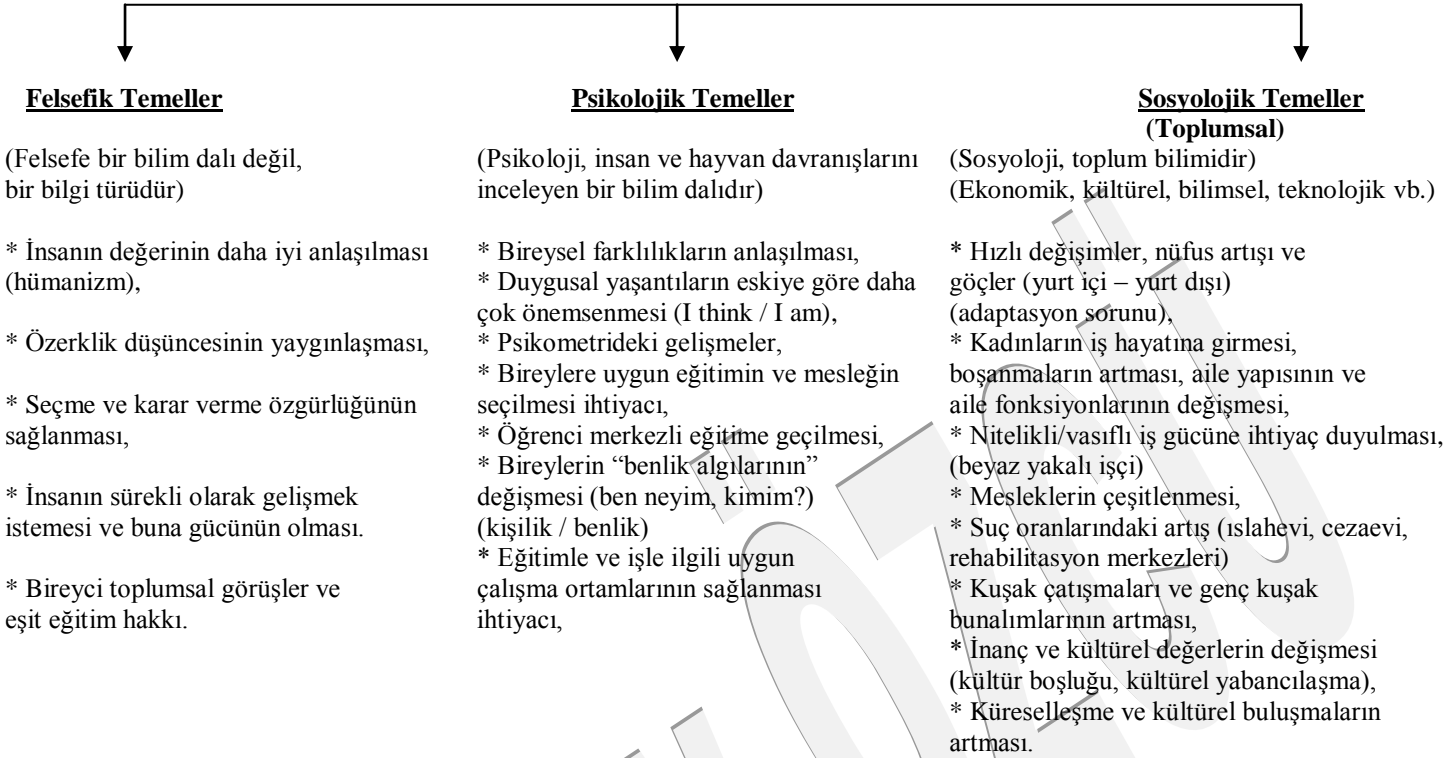 Felsefik Temeller
(Felsefe bir bilim dalı değil,
bir bilgi türüdür)
* İnsanın değerinin daha iyi anlaşılması
(hümanizm),
* Özerklik düşüncesinin yaygınlaşması,
* Seçme ve karar verme özgürlüğünün
sağlanması,
* İnsanın sürekli olarak gelişmek
istemesi ve buna gücünün olması.
* Bireyci toplumsal görüşler ve
eşit eğitim hakkı.
Psikolojik Temeller
(Psikoloji, insan ve hayvan davranışlarını
inceleyen bir bilim dalıdır)
* Bireysel farklılıkların anlaşılması,
* Duygusal yaşantıların eskiye göre daha
çok önemsenmesi (I think / I am),
* Psikometrideki gelişmeler,
* Bireylere uygun eğitimin ve mesleğin
seçilmesi ihtiyacı,
* Öğrenci merkezli eğitime geçilmesi,
* Bireylerin “benlik algılarının”
değişmesi (ben neyim, kimim?)
(kişilik / benlik)
* Eğitimle ve işle ilgili uygun
çalışma ortamlarının sağlanması
ihtiyacı,
Sosyolojik Temeller
(Toplumsal)
(Sosyoloji, toplum bilimidir)
(Ekonomik, kültürel, bilimsel, teknolojik vb.)
* Hızlı değişimler, nüfus artışı ve
göçler (yurt içi – yurt dışı)
(adaptasyon sorunu),
* Kadınların iş hayatına girmesi,
boşanmaların artması, aile yapısının ve
aile fonksiyonlarının değişmesi,
* Nitelikli/vasıflı iş gücüne ihtiyaç duyulması,
(beyaz yakalı işçi)
* Mesleklerin çeşitlenmesi,
* Suç oranlarındaki artış (ıslahevi, cezaevi,
rehabilitasyon merkezleri)
* Kuşak çatışmaları ve genç kuşak
bunalımlarının artması,
* İnanç ve kültürel değerlerin değişmesi
(kültür boşluğu, kültürel yabancılaşma),
* Küreselleşme ve kültürel buluşmaların
artması.